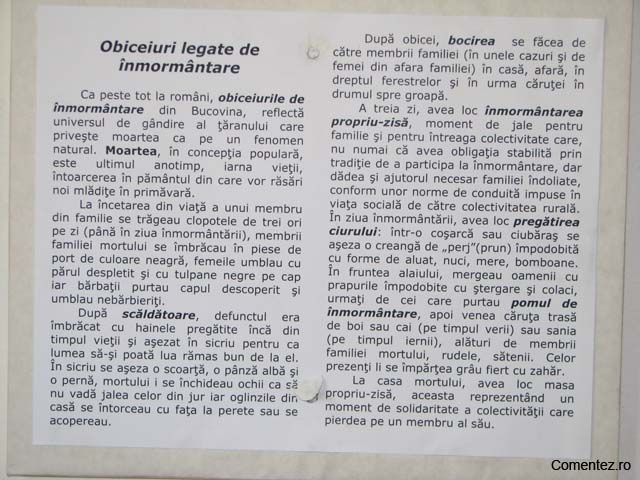 Obiceiuri legate de
înmormântare
Ca peste tot la români, obiceiurile de
înmormântare din Bucovina, reflectă
universul de gândire al ţăranului care
priveşte moartea ca pe un fenomen
natural. Moartea, în concepţia populară,
este ultimul anotimp, iarna vieţii,
întoarcerea în pământul din care vor răsări
noi mlădiţe în primăvară.
La încetarea din viaţă a unui membru
din familie se trăgeau clopotele de trei ori
pe zi (până în ziua înmormântării), membrii
familiei mortului se îmbrăcau în piese de
port de culoare neagră, femeile umblau cu
părul despletit şi cu tulpane negre pe cap
iar bărbaţii purtau capul descoperit şi
umblau nebărbieriţi.
După scăldătoare, defunctul era
îmbrăcat cu hainele pregătite încă din
timpul vieţii şi aşezat în sicriu pentru ca
lumea să-şi poată lua rămas bun de la el.
În sicriu se aşeza o scoarţă, o pânză albă şi
o pernă, mortului i se închideau ochii ca să
nu vadă jalea celor din jur iar oglinzile din
casă se întorceau cu faţa la perete sau se
acopereau.
După obicei, bocirea se făcea de
către membrii familiei (în unele cazuri şi de
femei din afara familiei) în casă, afară, în
dreptul ferestrelor şi în urma căruţei în
drumul spre groapă.
A treia zi, avea loc înmormântarea
propriu-zisă, moment de jale pentru
familie şi pentru întreaga colectivitate care,
nu numai că avea obligaţia stabilită prin
tradiţie de a participa la înmormântare, dar
dădea şi ajutorul necesar familiei îndoliate,
conform unor norme de conduită impuse în
viaţa socială de către colectivitatea rurală.
În ziua înmormântării, avea loc pregătirea
ciurului: într-o coşarcă sau ciubăraş se
aşeza o creangă de „perj”(prun) împodobită
cu forme de aluat, nuci, mere, bomboane.
În fruntea alaiului, mergeau oamenii cu
prapurile împodobite cu ştergare şi colaci,
urmaţi de cei care purtau pomul de
înmormântare, apoi venea căruţa trasă
de boi sau cai (pe timpul verii) sau sania
(pe timpul iernii), alături de membrii
familiei mortului, rudele, sătenii. Celor
prezenţi li se împărţea grâu fiert cu zahăr.
La casa mortului, avea loc masa
propriu-zisă, aceasta reprezentând un
moment de solidaritate a colectivităţii care
pierdea pe un membru al său.
Comentez.ro